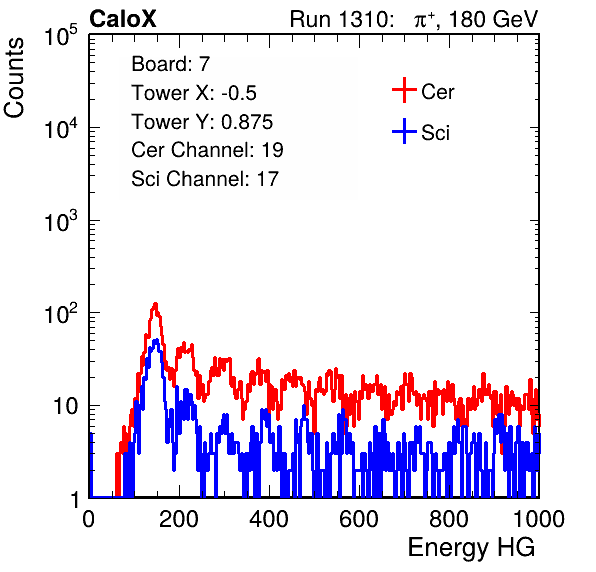 CaloX Run 1310: π⁺, 180 GeV
Counts
10⁵
10⁴
10³
10²
10
1
Board: 7
Tower X: -0.5
Tower Y: 0.875
Cer Channel: 19
Sci Channel: 17
Cer
Sci
0 200 400 600 800 1000
Energy HG